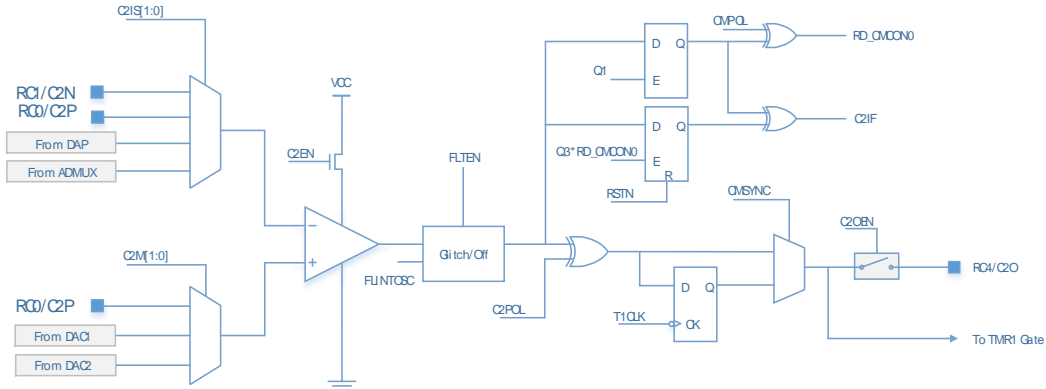 C2IS[1:0]
RC1/C2N
RC0/C2P
From DAP
From ADMUX
VCC
C2EN
FLTEN
Glitch/Off
FLINTOSC
−
+
C2M[1:0]
RC0/C2P
From DAC1
From DAC2
D Q
E
Q1
CMPOL
RD_CMCON0
D Q
E
R
Q3*RD_CMCON0
RSTN
C2IF
CMSYNC
C2OEN
RC4/C2O
C2POL
D Q
CK
T1CLK
To TMR1 Gate